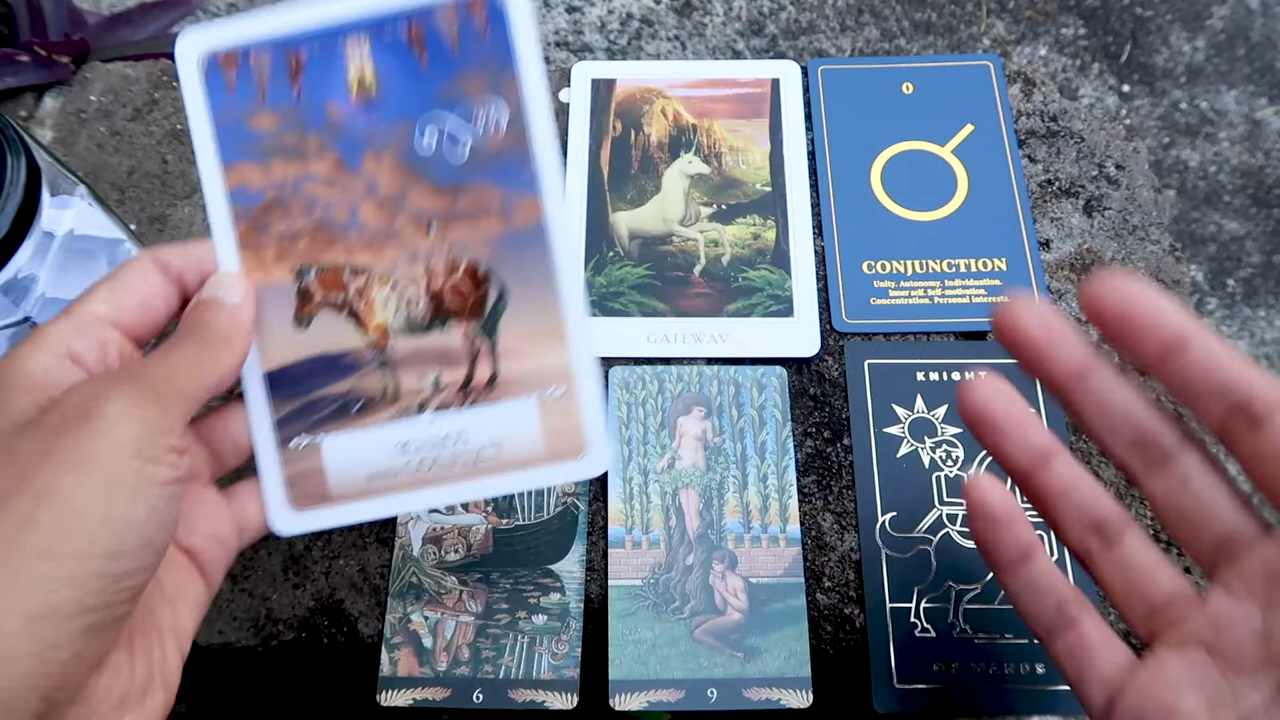 GATEWAY
0
CONJUNCTION
Unity. Autonomy. Individuation.
Inner self. Self-motivation.
Concentration. Personal interests.
KNIGHT
OF WANDS
6
9